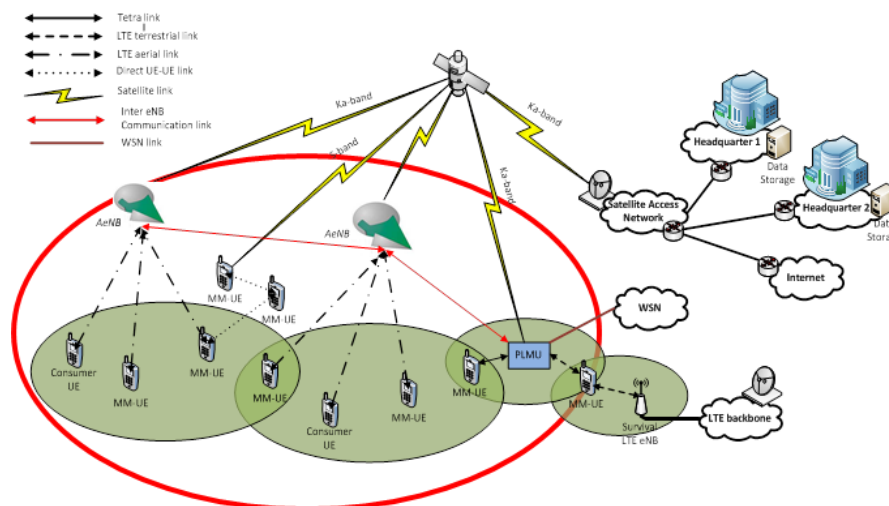 Tetra link
LTE terrestrial link
LTE aerial link
Direct UE-UE link
Satellite link
Inter eNB
Communication link
WSN link
Ka-band
Ka-band
-band
Ka-band
AeNB
AeNB
Headquarter 1
Data
Storage
Headquarter 2
Data
Storage
Satellite Access
Network
Internet
MM-UE
MM-UE
WSN
PLMU
Consumer
UE
MM-UE
MM-UE
MM-UE
Consumer
UE
MM-UE
MM-UE
MM-UE
Survival
LTE eNB
LTE backbone